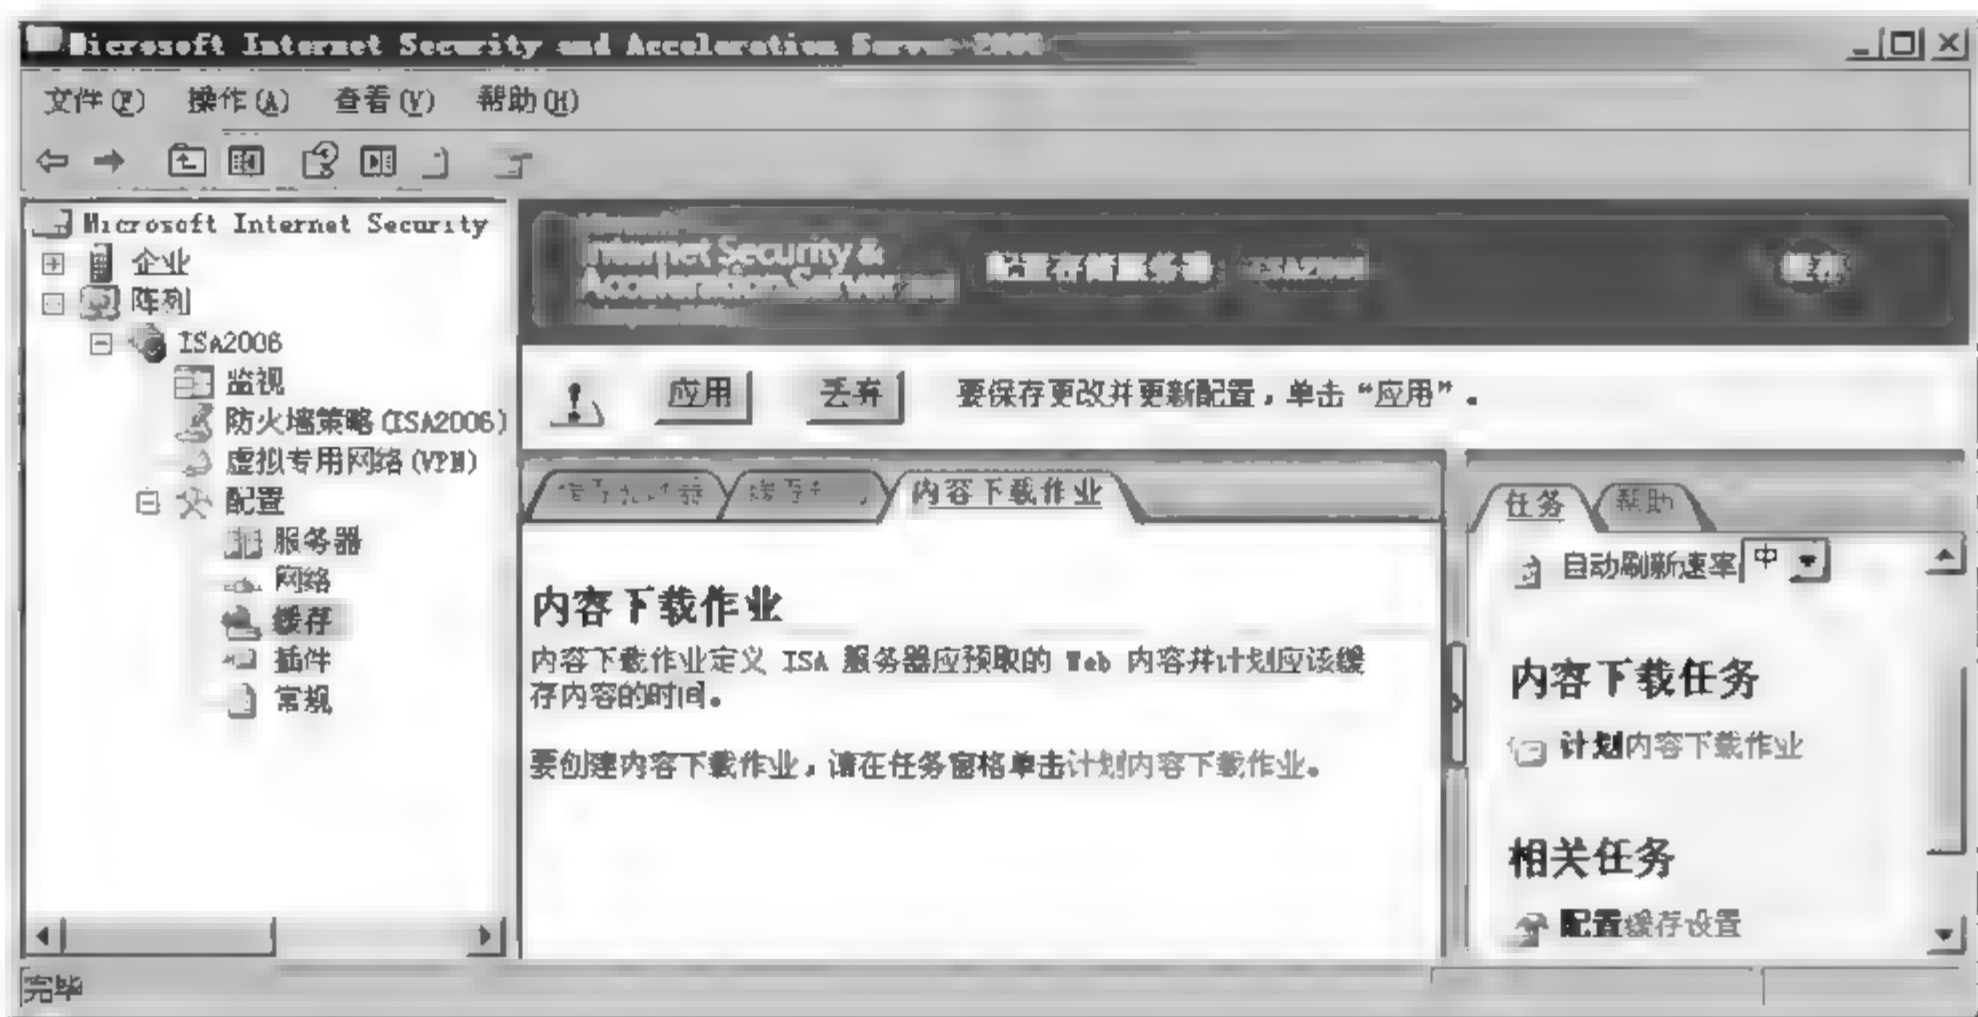 Microsoft Internet Security and Acceleration Server 2006
文件(F) 操作(A) 查看(V) 帮助(H)
Microsoft Internet Security
企业
阵列
ISA2006
监视
防火墙策略(ISA2006)
虚拟专用网络(VPN)
配置
服务器
网络
缓存
插件
常规
Internet Security &
Acceleration Server
配置存储服务器
应用 丢弃 要保存更改并更新配置，单击“应用”。
内容下载作业
内容下载作业
内容下载作业定义 ISA 服务器应预取的 Web 内容并计划应该缓
存内容的时间。
要创建内容下载作业，请在任务窗格单击计划内容下载作业。
任务 帮助
自动刷新速率 中
内容下载任务
计划内容下载作业
相关任务
配置缓存设置
完毕